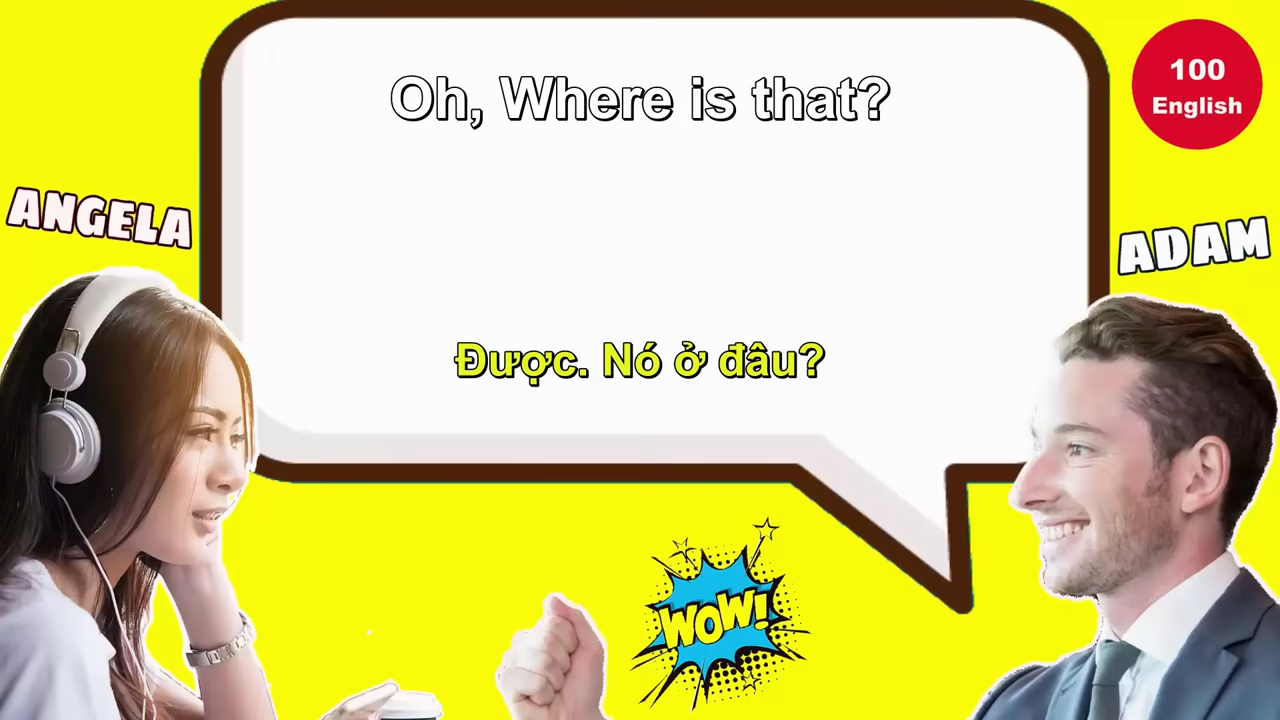 Oh, Where is that?
100
English
ANGELA
ADAM
Được. Nó ở đâu?
WOW!